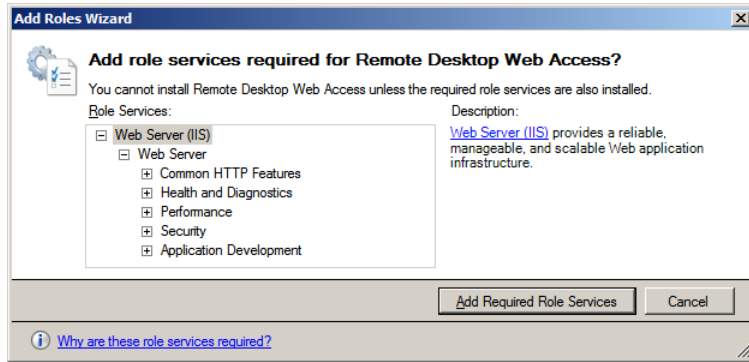 Add Roles Wizard
Add role services required for Remote Desktop Web Access?
You cannot install Remote Desktop Web Access unless the required role services are also installed.
Role Services:
Web Server (IIS)
Web Server
Common HTTP Features
Health and Diagnostics
Performance
Security
Application Development
Description:
Web Server (IIS) provides a reliable,
manageable, and scalable Web application
infrastructure.
Add Required Role Services
Cancel
Why are these role services required?